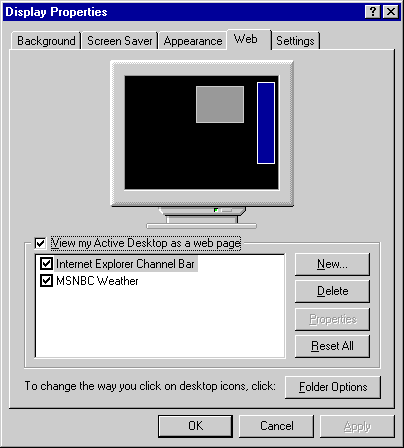 Display Properties
Background Screen Saver Appearance Web Settings
View my Active Desktop as a web page
Internet Explorer Channel Bar
MSNBC Weather
New...
Delete
Properties
Reset All
To change the way you click on desktop icons, click: Folder Options
OK Cancel Apply